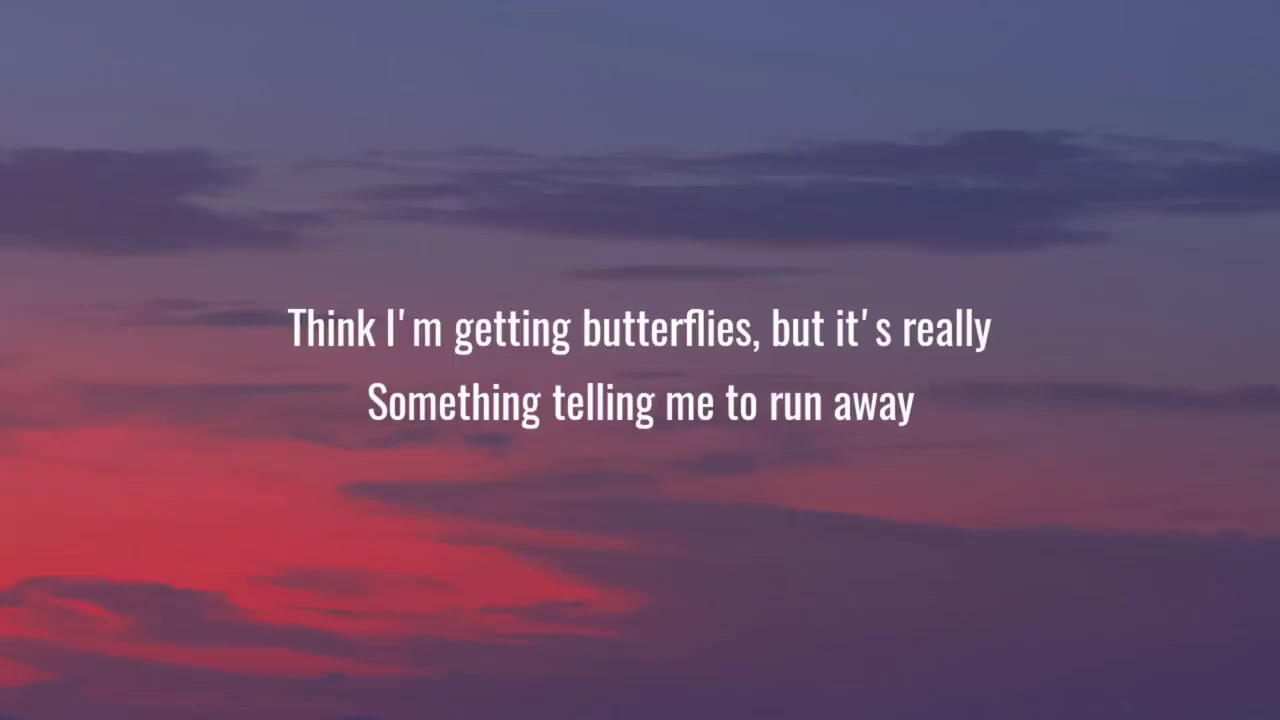 Think I'm getting butterflies, but it's really
Something telling me to run away